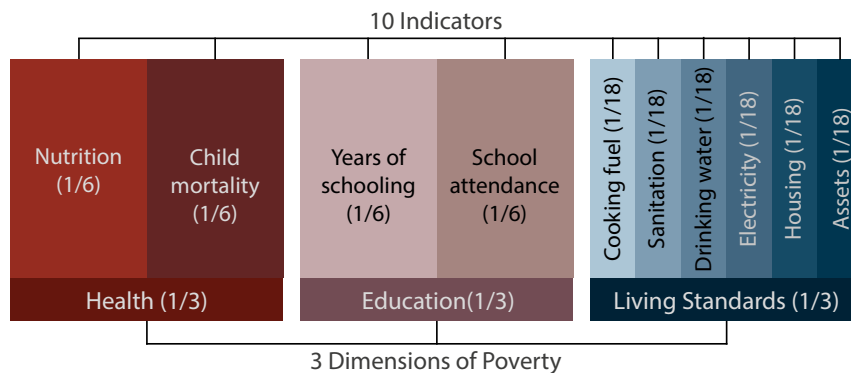 10 Indicators
Nutrition
(1/6)
Child
mortality
(1/6)
Years of
schooling
(1/6)
School
attendance
(1/6)
Cooking fuel (1/18)
Sanitation (1/18)
Drinking water (1/18)
Electricity (1/18)
Housing (1/18)
Assets (1/18)
Health (1/3)
Education(1/3)
Living Standards (1/3)
3 Dimensions of Poverty